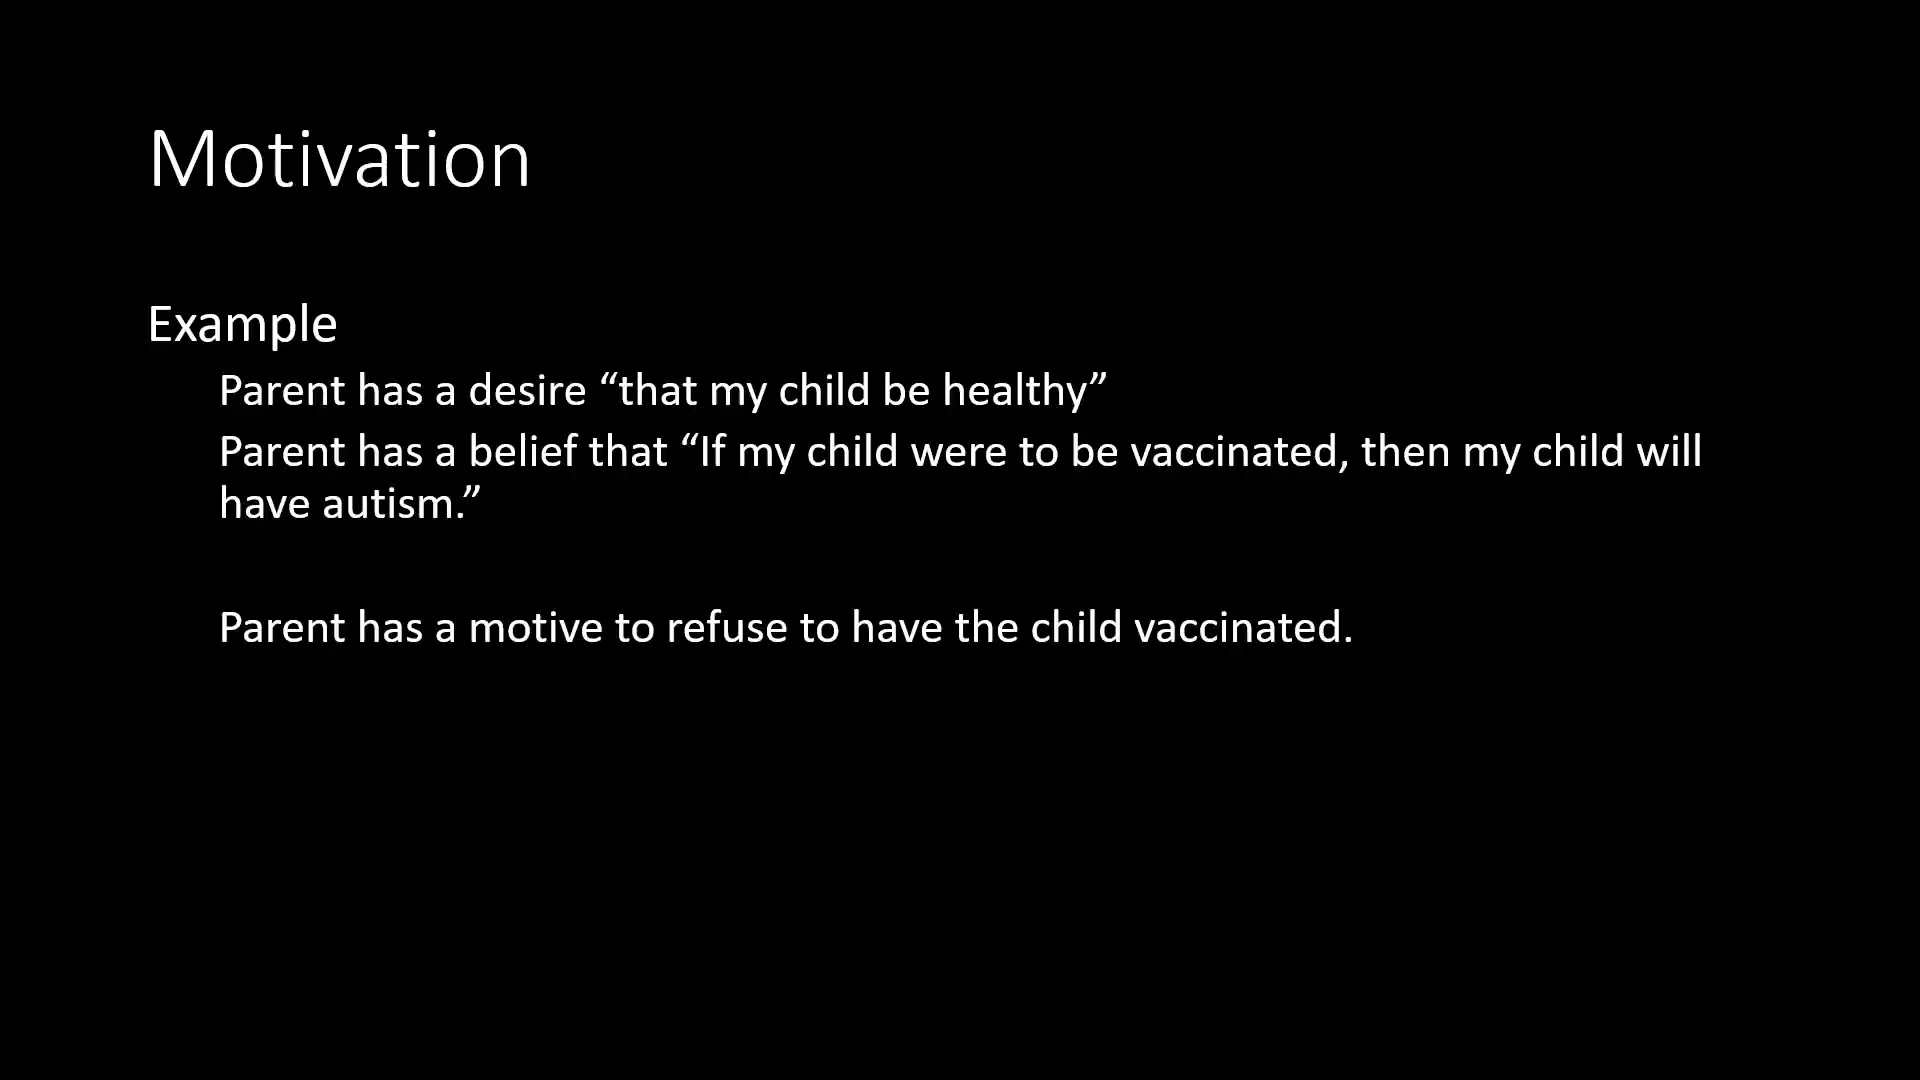 Motivation
Example
Parent has a desire “that my child be healthy”
Parent has a belief that “If my child were to be vaccinated, then my child will
have autism.”
Parent has a motive to refuse to have the child vaccinated.